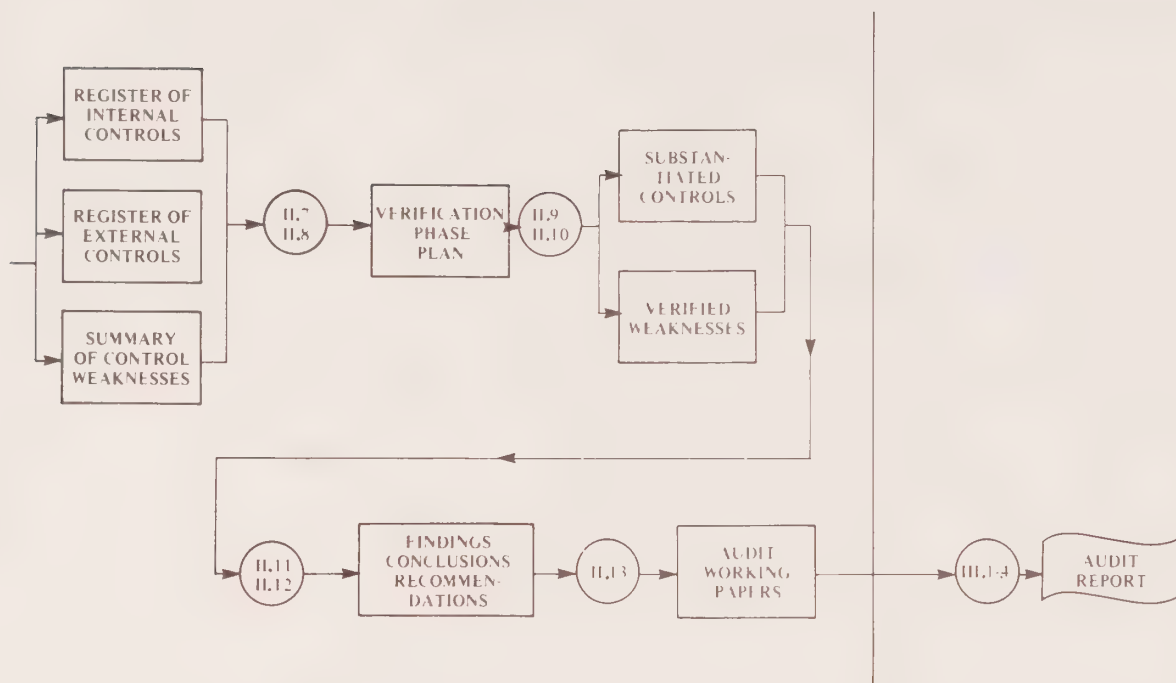 REGISTER OF
INTERNAL
CONTROLS
REGISTER OF
EXTERNAL
CONTROLS
SUMMARY
OF CONTROL
WEAKNESSES
II.7
II.8
VERIFICATION
PHASE
PLAN
II.9
II.10
SUBSTAN-
TIATED
CONTROLS
VERIFIED
WEAKNESSES
II.11
II.12
FINDINGS
CONCLUSIONS
RECOMMEN-
DATIONS
II.13
AUDIT
WORKING
PAPERS
III.1-4
AUDIT
REPORT